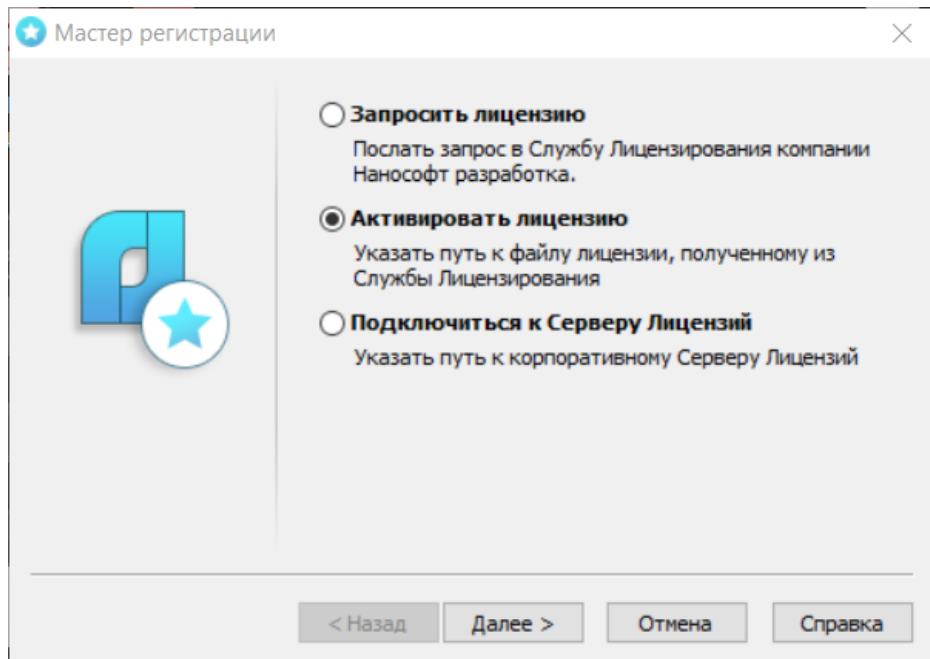 Мастер регистрации
Запросить лицензию
Послать запрос в Службу Лицензирования компании
Нанософт разработка.
Активировать лицензию
Указать путь к файлу лицензии, полученному из
Службы Лицензирования
Подключиться к Серверу Лицензий
Указать путь к корпоративному Серверу Лицензий
< Назад Далее > Отмена Справка